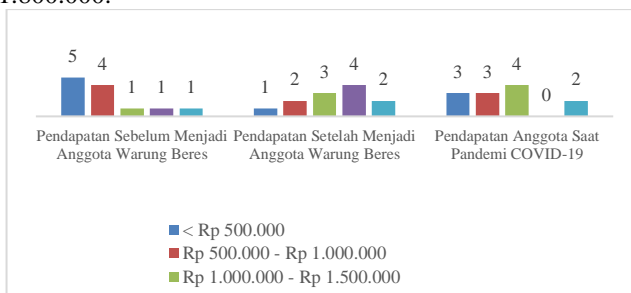 5 4 1 1 1 1 2 3 4 2 3 3 4 0 2
Pendapatan Sebelum Menjadi Pendapatan Setelah Menjadi Pendapatan Anggota Saat
Anggota Warung Beres Anggota Warung Beres Pandemi COVID-19
< Rp 500.000
Rp 500.000 - Rp 1.000.000
Rp 1.000.000 - Rp 1.500.000